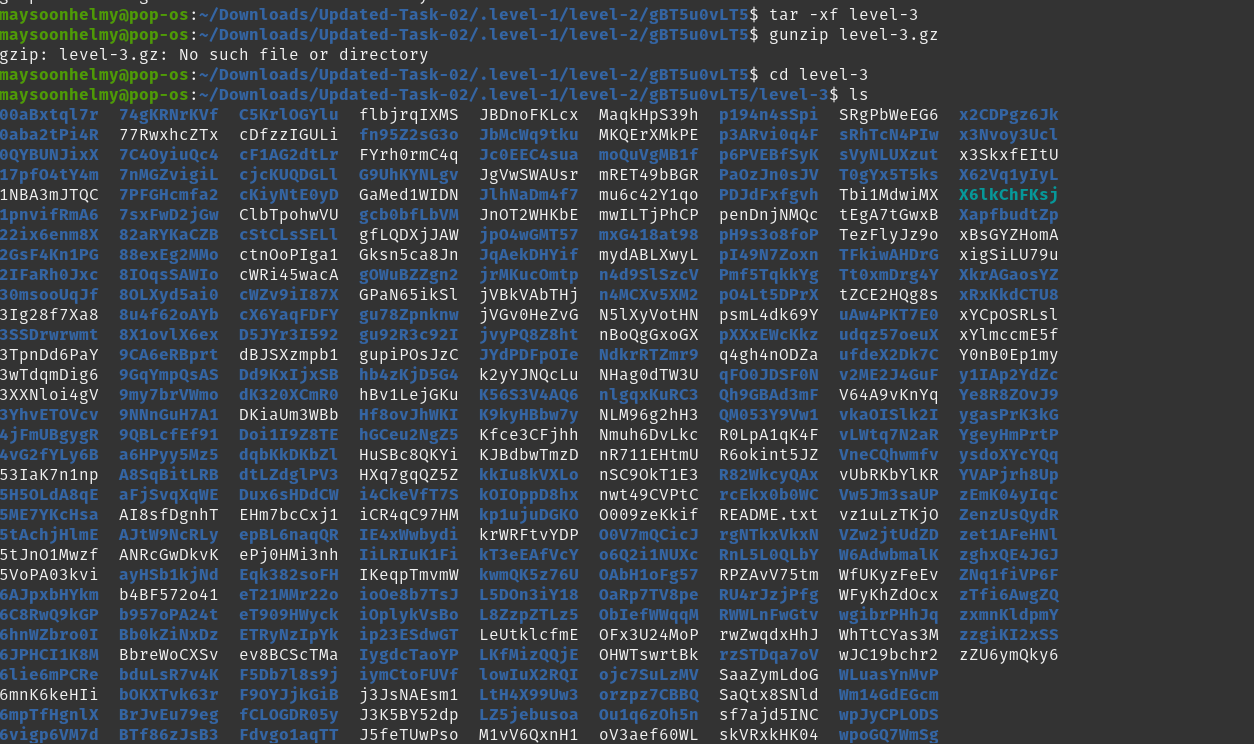 maysoonhelmy@pop-os:~/Downloads/Updated-Task-02/.level-1/level-2/gBT5u0vLT5$ tar -xf level-3
maysoonhelmy@pop-os:~/Downloads/Updated-Task-02/.level-1/level-2/gBT5u0vLT5$ gunzip level-3.gz
gzip: level-3.gz: No such file or directory
maysoonhelmy@pop-os:~/Downloads/Updated-Task-02/.level-1/level-2/gBT5u0vLT5$ cd level-3
maysoonhelmy@pop-os:~/Downloads/Updated-Task-02/.level-1/level-2/gBT5u0vLT5/level-3$ ls
00aBxtql7r 74gKRNrKVf C5KrlOGYlu flbjrqIXMS JBDnoFKLcx MaqkHpS39h p194n4sSpi SRgPbWeEG6 x2CDPgz6Jk
0aba2tPi4R 77RwxhcZTx cDfzzIGULi fn95Z2sG3o JbMcWq9tku MKQErXMkPE p3ARvi0q4F sRhTcN4PIw x3Nvoy3Ucl
0QYBUNJixX 7C4OyiuQc4 cF1AG2dtLr FYrh0rmC4q Jc0EEC4sua moQuVgMB1f p6PVEBfSyK sVyNLUXzut x3SkxfEItU
17pfO4tY4m 7nMGZvigiL cjcKUQDGLl G9UhKYNLgv JgVwSWAUsr mRET49bBGR PaOzJn0sJV T0gYx5T5ks X62Vq1yIyL
1NBA3mJTQC 7PFGHcmfa2 cKiyNtE0yD GaMed1WIDN JlhNaDm4f7 mu6c42Y1qo PDJdFxfgvh Tbi1MdwiMX X6lkChFKsj
1pnvifRmA6 7sxFwD2jGw ClbTpohwVU gcb0bfLbVM JnOT2WHKbE mwILTjPhCP penDnjNMQc tEgA7tGwxB XapfbudtZp
22ix6enm8X 82aRYKaCZB cStCLsSELl gfLQDXjJAW jpO4wGMT57 mxG418at98 pH9s3o8foP TezFlyJz9o xBsGYZHomA
2GsF4Kn1PG 88exEg2MMo ctnOoPIga1 Gksn5ca8Jn JqAekDHYif mydABLXwyL pI49N7Zoxn TFkiwAHDrG xigSiLU79u
2IFaRh0Jxc 8IOqsSAWIo cWRi45wacA gOWuBZZgn2 jrMKucOmtp n4d9SlSzcV Pmf5TqkkYg Tt0xmDrg4Y XkrAGaosYZ
30msooUqJf 8OLXyd5ai0 cWZv9iI87X GPaN65ikSl jVBkVAbTHj n4MCXv5XM2 pO4Lt5DPrX tZCE2HQg8s xRxKkdCTU8
3Ig28f7Xa8 8u4f62oAYb cX6YaqFDFY gu78Zpnknw jVGv0HeZvG N5lXyVotHN psmL4dk69Y uAw4PKT7E0 xYCpOSRLsl
3SSDrwrwmt 8X1ovlX6ex D5JYr3I592 gu92R3c92I jvyPQ8Z8ht nBoQgGxoGX pXXxEWcKkz udqz57oeuX xYlmccmE5f
3TpnDd6PaY 9CA6eRBprt dBJSXzmpb1 gupiPOsJzC JYdPDFpOIe NdkrRTZmr9 q4gh4nODZa ufdeX2Dk7C Y0nB0Ep1my
3wTdqmDig6 9GqYmpQsAS Dd9KxIjxSB hb4zKjD5G4 k2yYJNQcLu NHag0dTW3U qFO0JDSF0N v2ME2J4GuF y1IAp2YdZc
3XXNloi4gV 9my7brVWmo dK320XCmR0 hBv1LejGKu K56S3V4AQ6 nlgqxKuRC3 Qh9GBAd3mF V64A9vKnYq Ye8R8ZOvJ9
3YhvETOVcv 9NNnGuH7A1 DKiaUm3WBb Hf8ovJhWKI K9kyHBbw7y NLM96g2hH3 QM053Y9Vw1 vkaOISlk2I ygasPrK3kG
4jFmUBgygR 9QBLcfEf91 Doi1I9Z8TE hGCeu2NgZ5 Kfce3CFjhh Nmuh6DvLkc R0LpA1qK4F vLWtq7N2aR YgeyHmPrtP
4vG2fYLy6B a6HPyy5Mz5 dqbKkDKbZl HuSBc8QKYi KJBdbwTmzD nR711EHtmU R6okint5JZ VneCQhwmfv ysdoXYcYQq
53IaK7n1np A8SqBitLRB dtLZdglPV3 HXq7gqQZ5Z kkIu8kVXLo nSC9OkT1E3 R82WkcyQAx vUbRKbYlKR YVAPjrh8Up
5H5OLdA8qE aFjSvqXqWE Dux6sHDdCW i4CkeVfT7S kOIOppD8hx nwt49CVPtC rcEkx0b0WC Vw5Jm3saUP zEmK04yIqc
5ME7YKcHsa AI8sfDgnhT EHm7bcCxj1 iCR4qC97HM kp1ujuDGKO O009zeKkif README.txt vz1uLzTKjO ZenzUsQydR
5tAchjHlmE AJtW9NcRLy epBL6naqQR IE4xWwbydi krWRFtvYDP O0V7mQCicJ rgNTkxVkxN VZw2jtUdZD zet1AFeHNl
5tJnO1Mwzf ANRcGwDkvK ePj0HMi3nh IiLRIuK1Fi kT3eEAfVcY o6Q2i1NUXc RnL5L0QLbY W6AdwbmalK zghxQE4JGJ
5VoPA03kvi ayHSb1kjNd Eqk382soFH IKeqpTmvmW kwmQK5z76U OAbH1oFg57 RPZAvV75tm WfUKyzFeEv ZNq1fiVP6F
6AJpxbHYkm b4BF572o41 eT21MMr22o ioOe8b7TsJ L5DOn3iY18 OaRp7TV8pe RU4rJzjPfg WFyKhZdOcx zTfi6AwgZQ
6C8RwQ9kGP b957oPA24t eT909HWyck iOplykVsBo L8ZzpZTLz5 ObIefWWqqM RWWLnFwGtv wgibrPHhJq zxmnKldpmY
6hnWZbro0I Bb0kZiNxDz ETRyNzIpYk ip23ESdwGT LeUtklcfmE OFx3U24MoP rwZwqdxHhJ WhTtCYas3M zzgiKI2xSS
6JPHCI1K8M BbreWoCXSv ev8BCScTMa IygdcTaoYP LKfMizQQjE OHWTswrtBk rzSTDqa7oV wJC19bchr2 zZU6ymQky6
6lie6mPCRe bduLsR7v4K F5Db7l8s9j iymCtoFUVf lowIuX2RQI ojc7SuLzMV SaaZymLdoG WLuasYnMvP
6mnK6keHIi bOKXTvk63r F9OYJjkGiB j3JsNAEsm1 LtH4X99Uw3 orzpz7CBBQ SaQtx8SNld Wm14GdEGcm
6mpTfHgnlX BrJvEu79eg fCLOGDR05y J3K5BY52dp LZ5jebusoa Ou1q6zOh5n sf7ajd5INC wpJyCPLODS
6vigp6VM7d BTf86zJsB3 Fdvgo1aqTT J5feTUwPso M1vV6QxnH1 oV3aef60WL skVRxkHK04 wpoGQ7WmSg